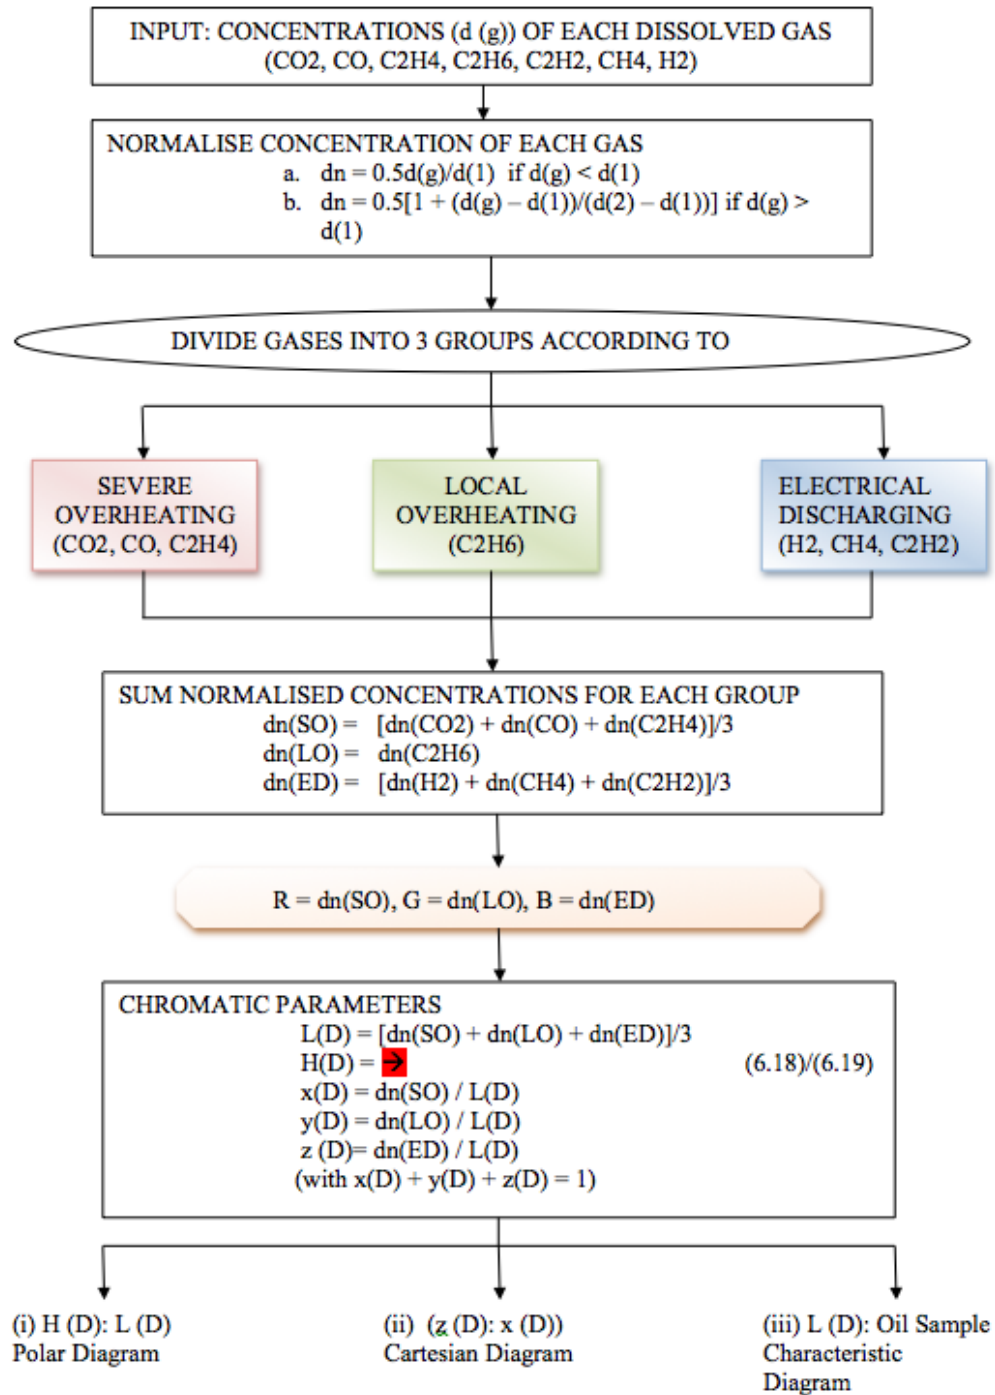 INPUT: CONCENTRATIONS (d (g)) OF EACH DISSOLVED GAS
(CO2, CO, C2H4, C2H6, C2H2, CH4, H2)
NORMALISE CONCENTRATION OF EACH GAS
a. dn = 0.5d(g)/d(1) if d(g) < d(1)
b. dn = 0.5[1 + (d(g) – d(1))/(d(2) – d(1))] if d(g) >
d(1)
DIVIDE GASES INTO 3 GROUPS ACCORDING TO
SEVERE
OVERHEATING
(CO2, CO, C2H4)
LOCAL
OVERHEATING
(C2H6)
ELECTRICAL
DISCHARGING
(H2, CH4, C2H2)
SUM NORMALISED CONCENTRATIONS FOR EACH GROUP
dn(SO) = [dn(CO2) + dn(CO) + dn(C2H4)]/3
dn(LO) = dn(C2H6)
dn(ED) = [dn(H2) + dn(CH4) + dn(C2H2)]/3
R = dn(SO), G = dn(LO), B = dn(ED)
CHROMATIC PARAMETERS
L(D) = [dn(SO) + dn(LO) + dn(ED)]/3
H(D) = → (6.18)/(6.19)
x(D) = dn(SO) / L(D)
y(D) = dn(LO) / L(D)
z (D)= dn(ED) / L(D)
(with x(D) + y(D) + z(D) = 1)
(i) H (D): L (D)
Polar Diagram
(ii) (z (D): x (D))
Cartesian Diagram
(iii) L (D): Oil Sample
Characteristic
Diagram